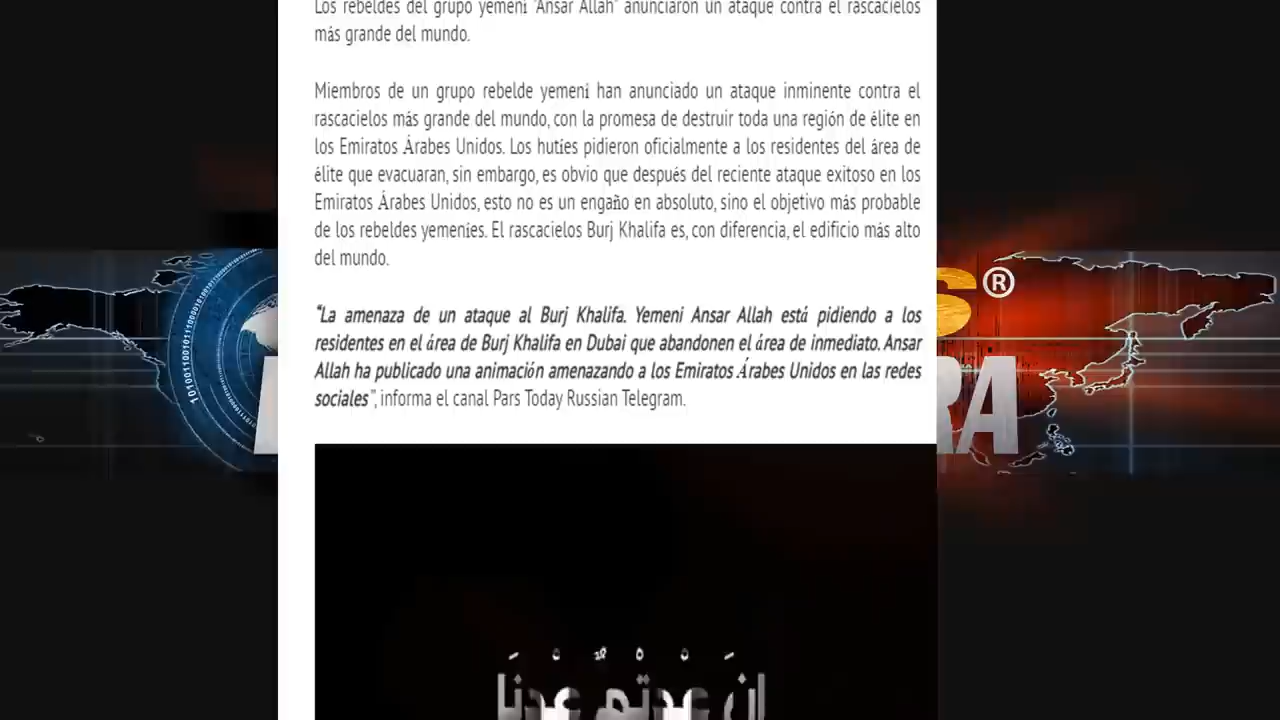 Los rebeldes del grupo yemení "Ansar Allah" anunciaron un ataque contra el rascacielos
más grande del mundo.
Miembros de un grupo rebelde yemení han anunciado un ataque inminente contra el
rascacielos más grande del mundo, con la promesa de destruir toda una región de élite en
los Emiratos Árabes Unidos. Los hutíes pidieron oficialmente a los residentes del área de
élite que evacuaran, sin embargo, es obvio que después del reciente ataque exitoso en los
Emiratos Árabes Unidos, esto no es un engaño en absoluto, sino el objetivo más probable
de los rebeldes yemeníes. El rascacielos Burj Khalifa es, con diferencia, el edificio más alto
del mundo.
“La amenaza de un ataque al Burj Khalifa. Yemeni Ansar Allah está pidiendo a los
residentes en el área de Burj Khalifa en Dubai que abandonen el área de inmediato. Ansar
Allah ha publicado una animación amenazando a los Emiratos Árabes Unidos en las redes
sociales”, informa el canal Pars Today Russian Telegram.
S®
RA
إنَ عُدتْمُ عُدْنَا